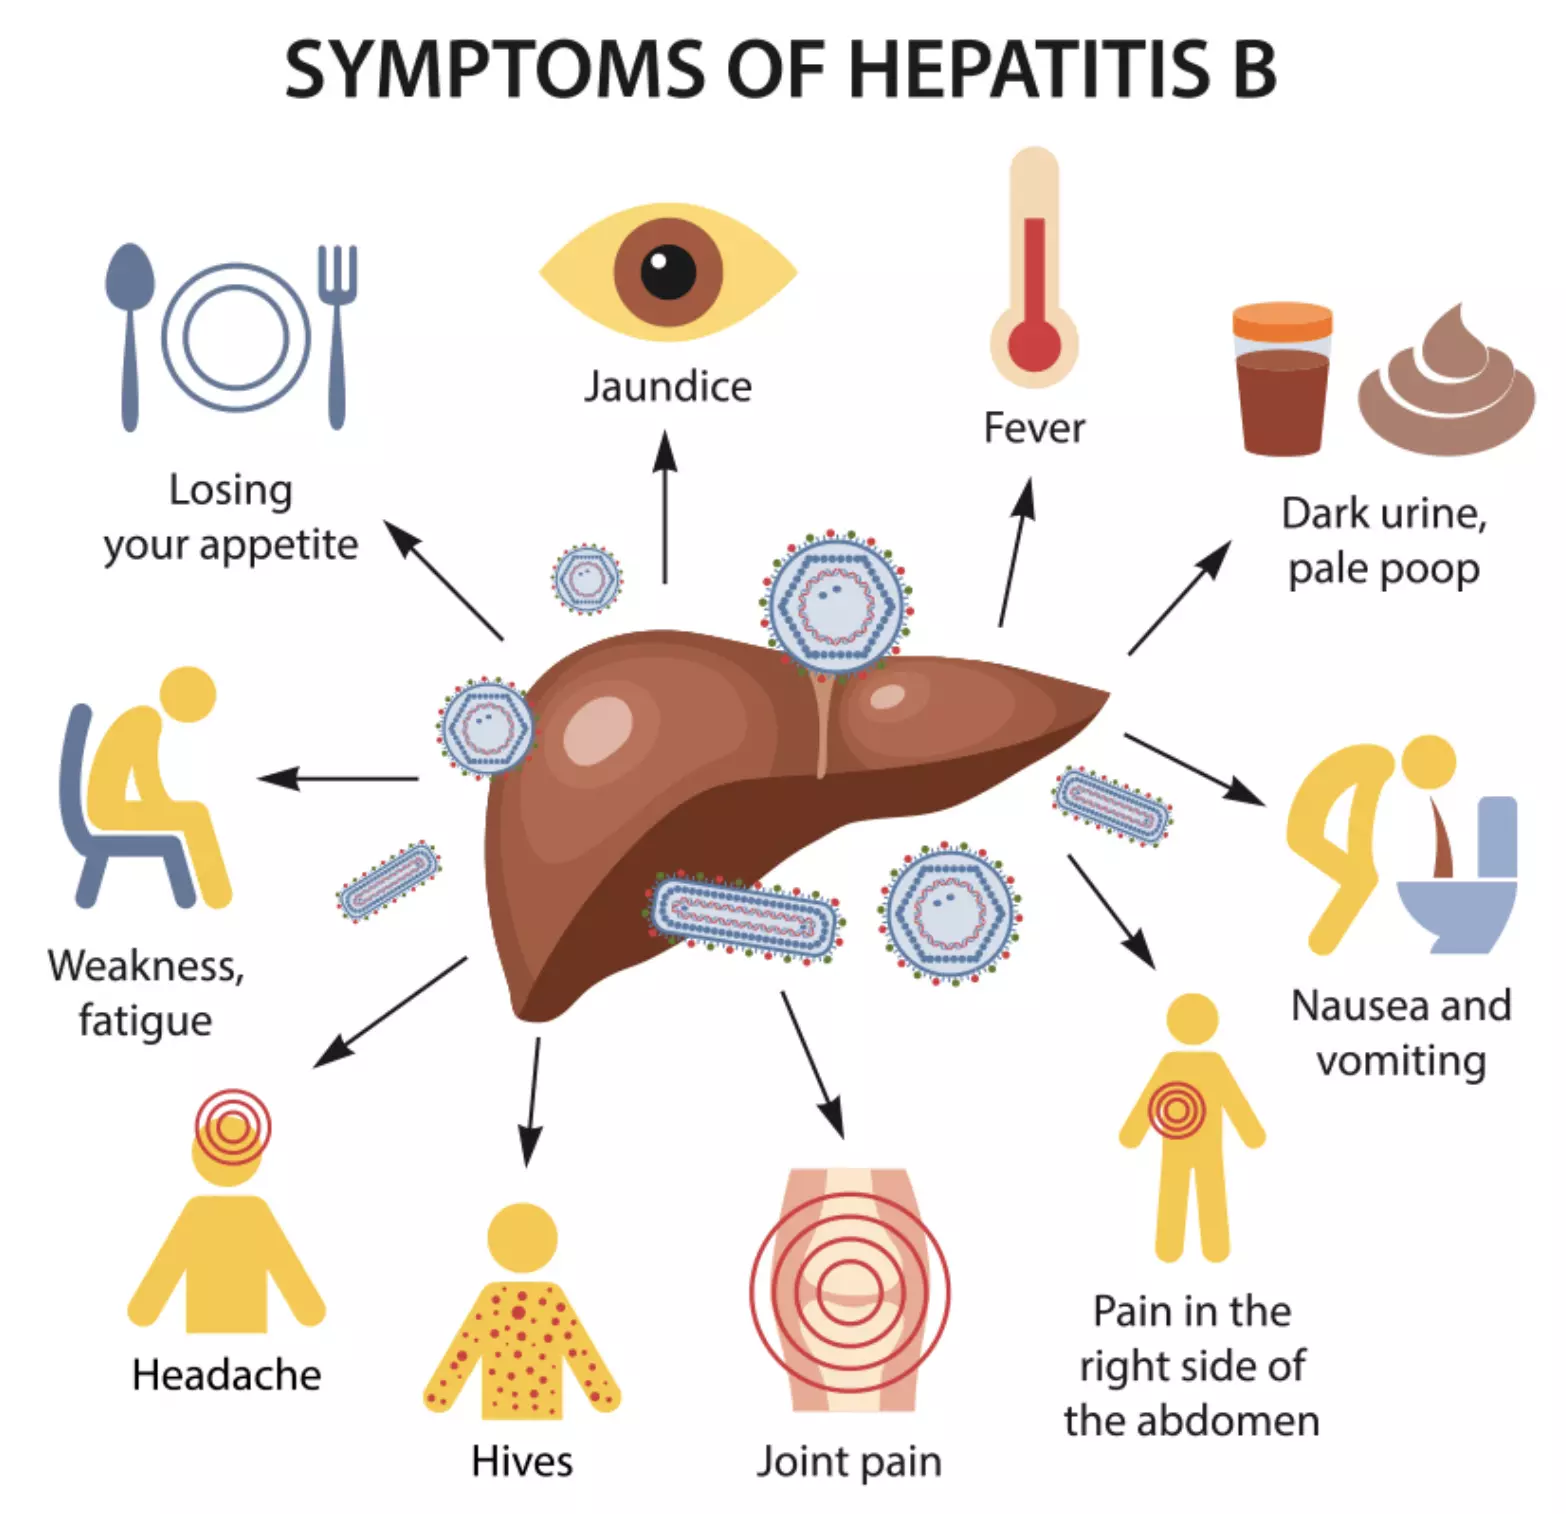 SYMPTOMS OF HEPATITIS B
Losing
your appetite
Jaundice
Fever
Dark urine,
pale poop
Weakness,
fatigue
Nausea and
vomiting
Headache
Hives
Joint pain
Pain in the
right side of
the abdomen